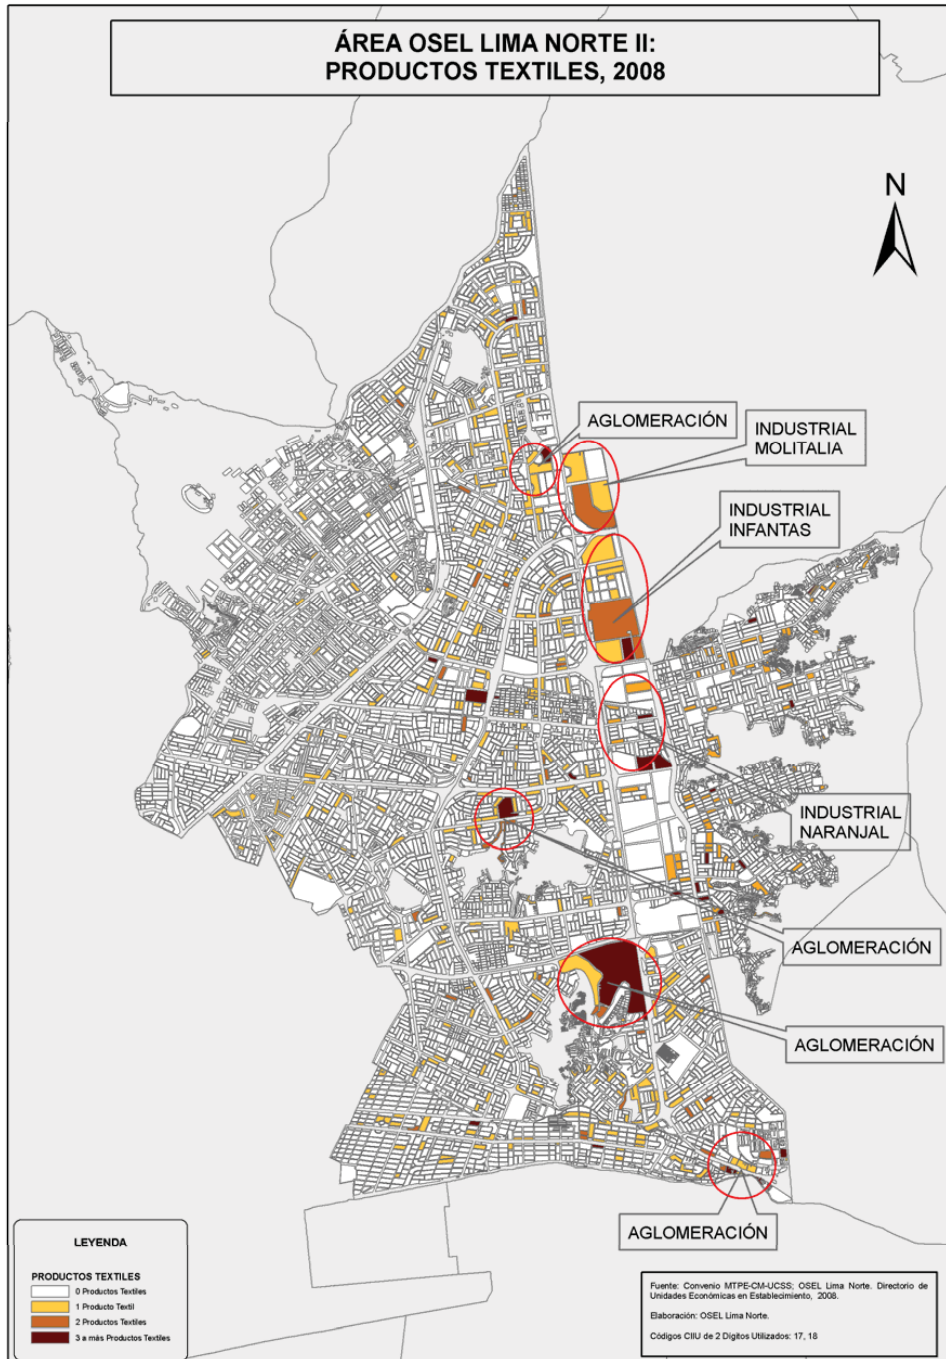 ÁREA OSEL LIMA NORTE II:
PRODUCTOS TEXTILES, 2008
N
AGLOMERACIÓN
INDUSTRIAL
MOLITALIA
INDUSTRIAL
INFANTAS
INDUSTRIAL
NARANJAL
AGLOMERACIÓN
AGLOMERACIÓN
AGLOMERACIÓN
LEYENDA
PRODUCTOS TEXTILES
0 Productos Textiles
1 Producto Textil
2 Productos Textiles
3 a más Productos Textiles
Fuente: Convenio MTPE-CM-UCSS; OSEL Lima Norte. Directorio de
Unidades Económicas en Establecimiento, 2008.
Elaboración: OSEL Lima Norte.
Códigos CIIU de 2 Dígitos Utilizados: 17, 18